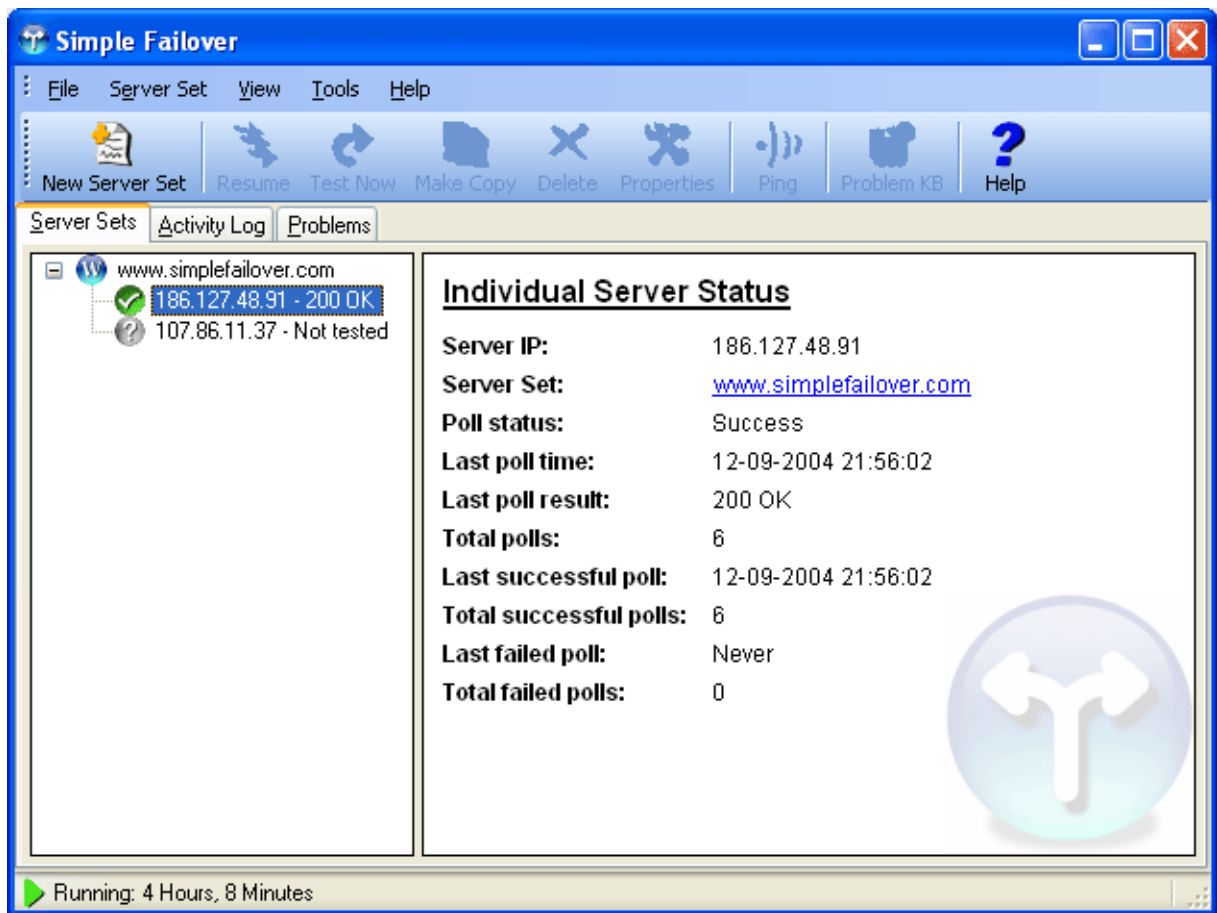 Simple Failover
File Server Set View Tools Help
New Server Set Resume Test Now Make Copy Delete Properties Ping Problem KB Help
Server Sets Activity Log Problems
www.simplefailover.com
186.127.48.91 - 200 OK
107.86.11.37 - Not tested
Individual Server Status
Server IP: 186.127.48.91
Server Set: www.simplefailover.com
Poll status: Success
Last poll time: 12-09-2004 21:56:02
Last poll result: 200 OK
Total polls: 6
Last successful poll: 12-09-2004 21:56:02
Total successful polls: 6
Last failed poll: Never
Total failed polls: 0
Running: 4 Hours, 8 Minutes